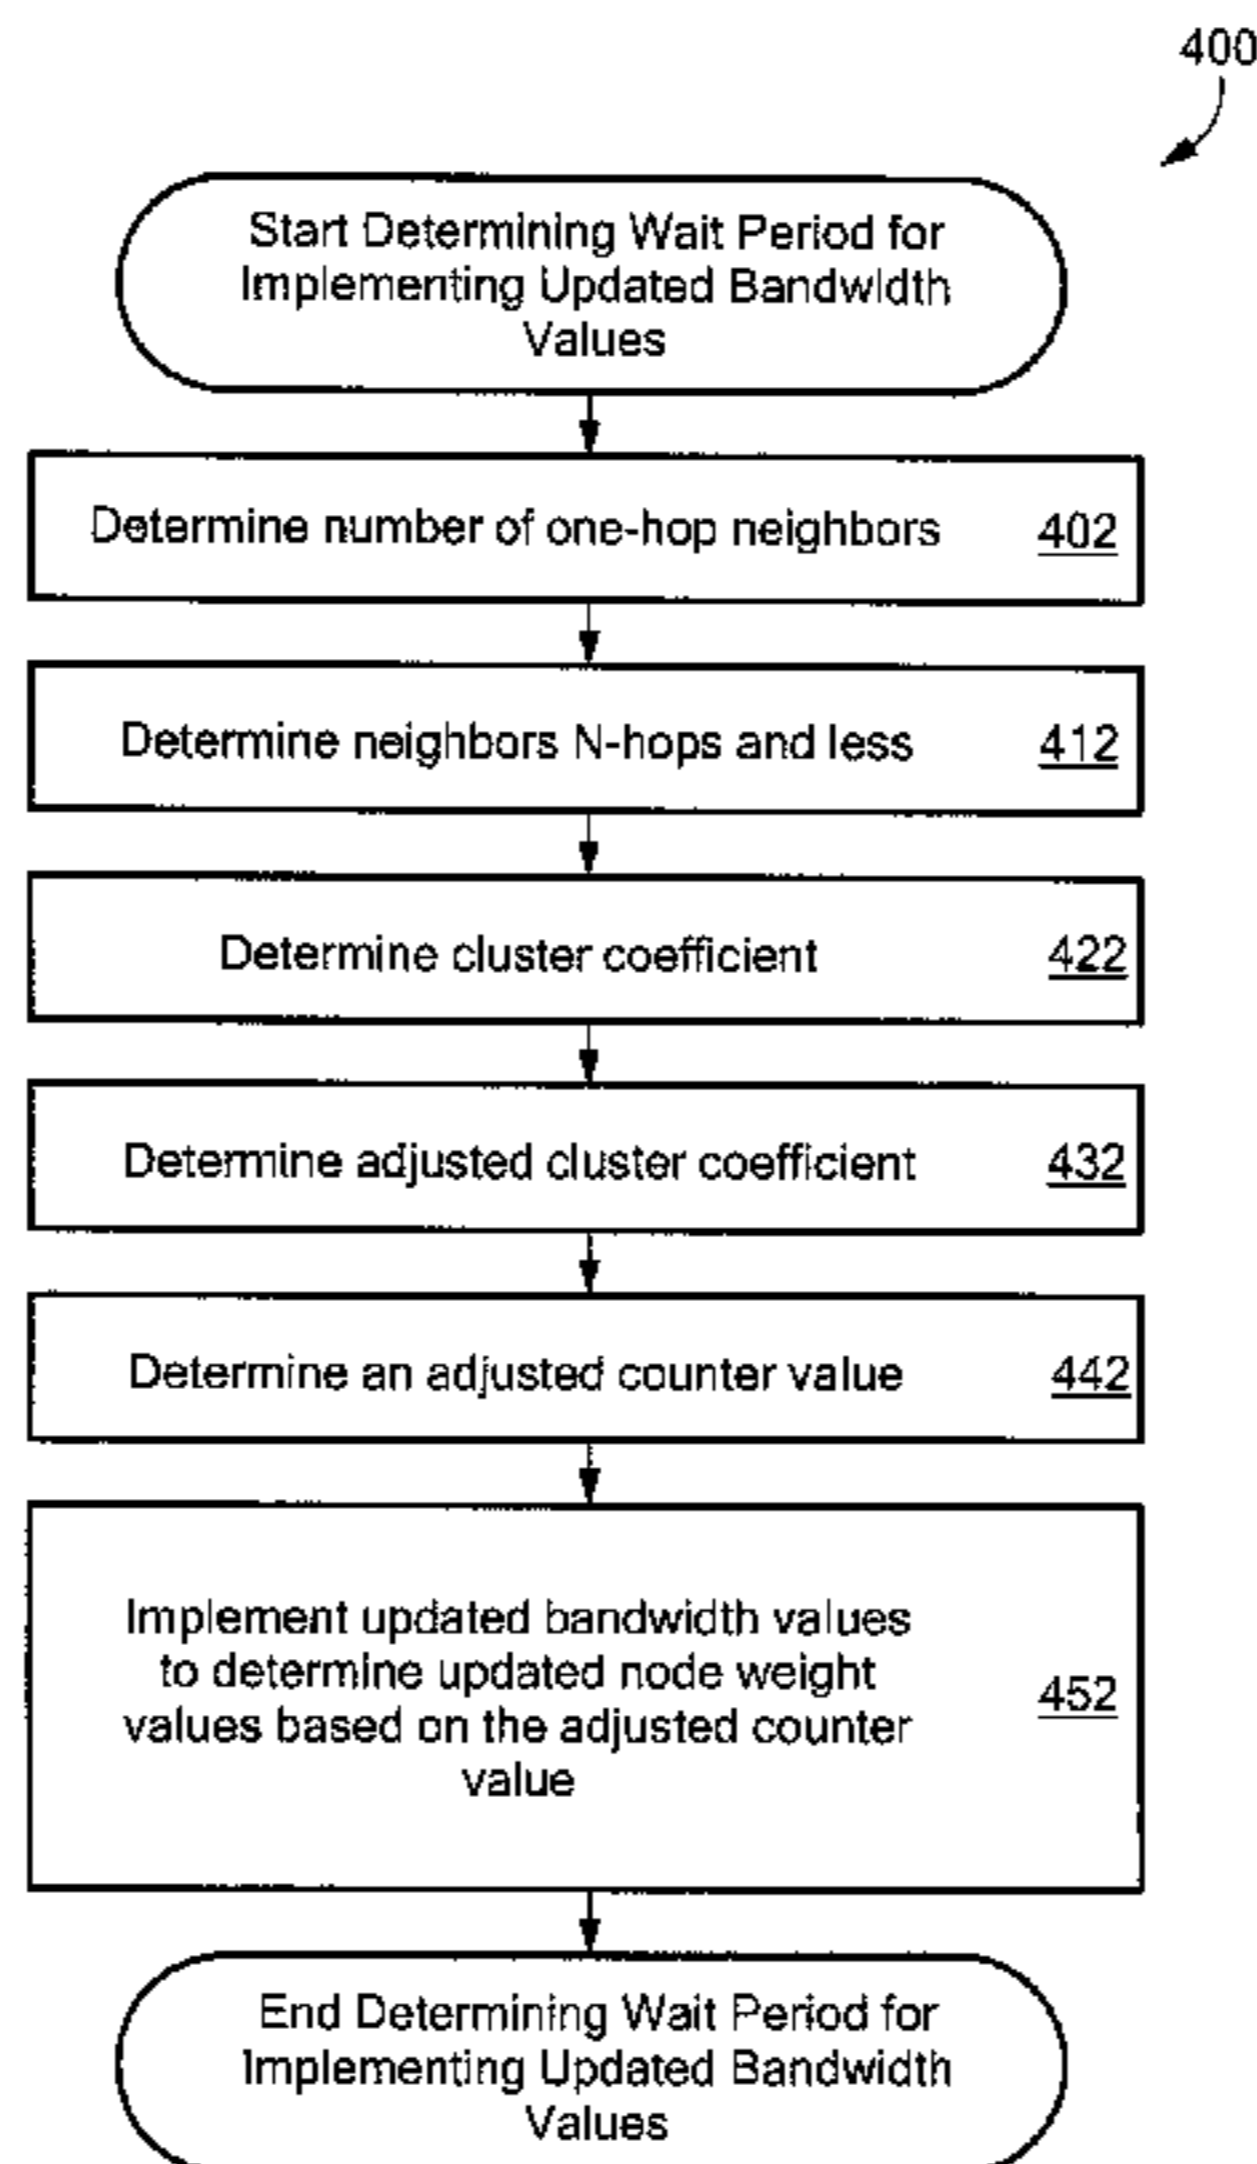 400
Start Determining Wait Period for
Implementing Updated Bandwidth
Values
Determine number of one-hop neighbors 402
Determine neighbors N-hops and less 412
Determine cluster coefficient 422
Determine adjusted cluster coefficient 432
Determine an adjusted counter value 442
Implement updated bandwidth values
to determine updated node weight
values based on the adjusted counter
value
452
End Determining Wait Period for
Implementing Updated Bandwidth
Values